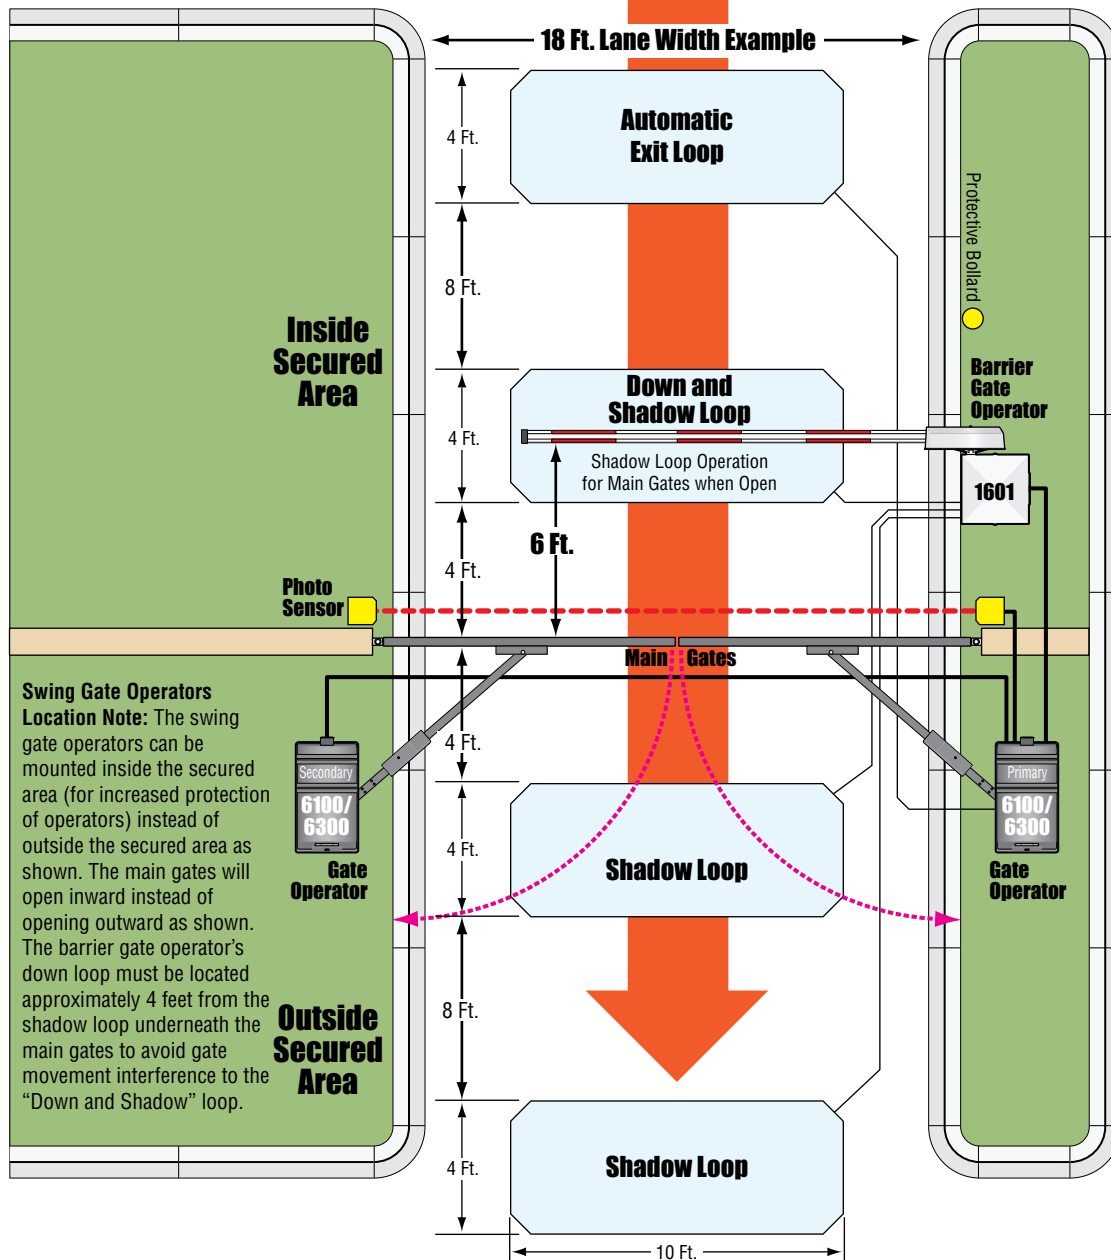 18 Ft. Lane Width Example
Automatic
Exit Loop
4 Ft.
Protective Bollard
8 Ft.
Inside
Secured
Area
Down and
Shadow Loop
Barrier
Gate
Operator
4 Ft.
Shadow Loop Operation
for Main Gates when Open
1601
6 Ft.
4 Ft.
Photo
Sensor
Main Gates
Swing Gate Operators
Location Note: The swing
gate operators can be
mounted inside the secured
area (for increased protection
of operators) instead of
outside the secured area as
shown. The main gates will
open inward instead of
opening outward as shown.
The barrier gate operator's
down loop must be located
approximately 4 feet from the
shadow loop underneath the
main gates to avoid gate
movement interference to the
“Down and Shadow” loop.
4 Ft.
Secondary
6100/
6300
Gate
Operator
Primary
6100/
6300
Gate
Operator
4 Ft.
Shadow Loop
8 Ft.
Outside
Secured
Area
4 Ft.
Shadow Loop
10 Ft.